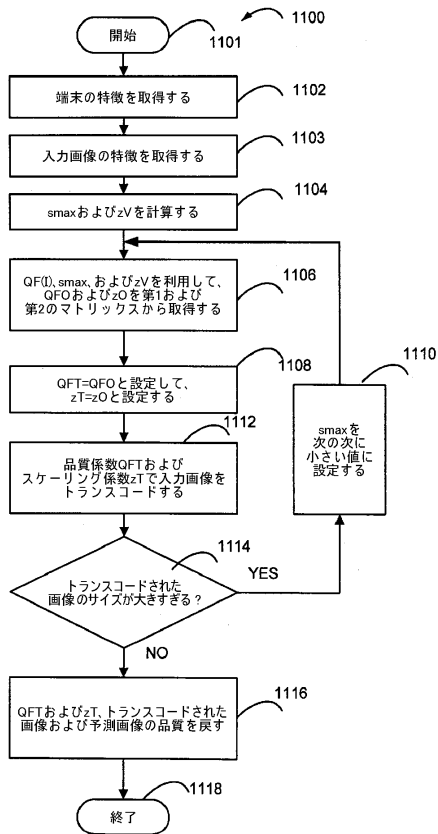 1100
開始
1101
端末の特徴を取得する
1102
入力画像の特徴を取得する
1103
smaxおよびzVを計算する
1104
QF(I)、smax、およびzVを利用して、
QFOおよびzOを第1および
第2のマトリックスから取得する
1106
QFT=QFOと設定して、
zT=zOと設定する
1108
smaxを
次の次に
小さい値に
設定する
1110
品質係数QFTおよび
スケーリング係数zTで入力画像を
トランスコードする
1112
トランスコードされた
画像のサイズが大きすぎる?
1114
YES
NO
QFTおよびzT、トランスコードされた
画像および予測画像の品質を戻す
1116
終了
1118